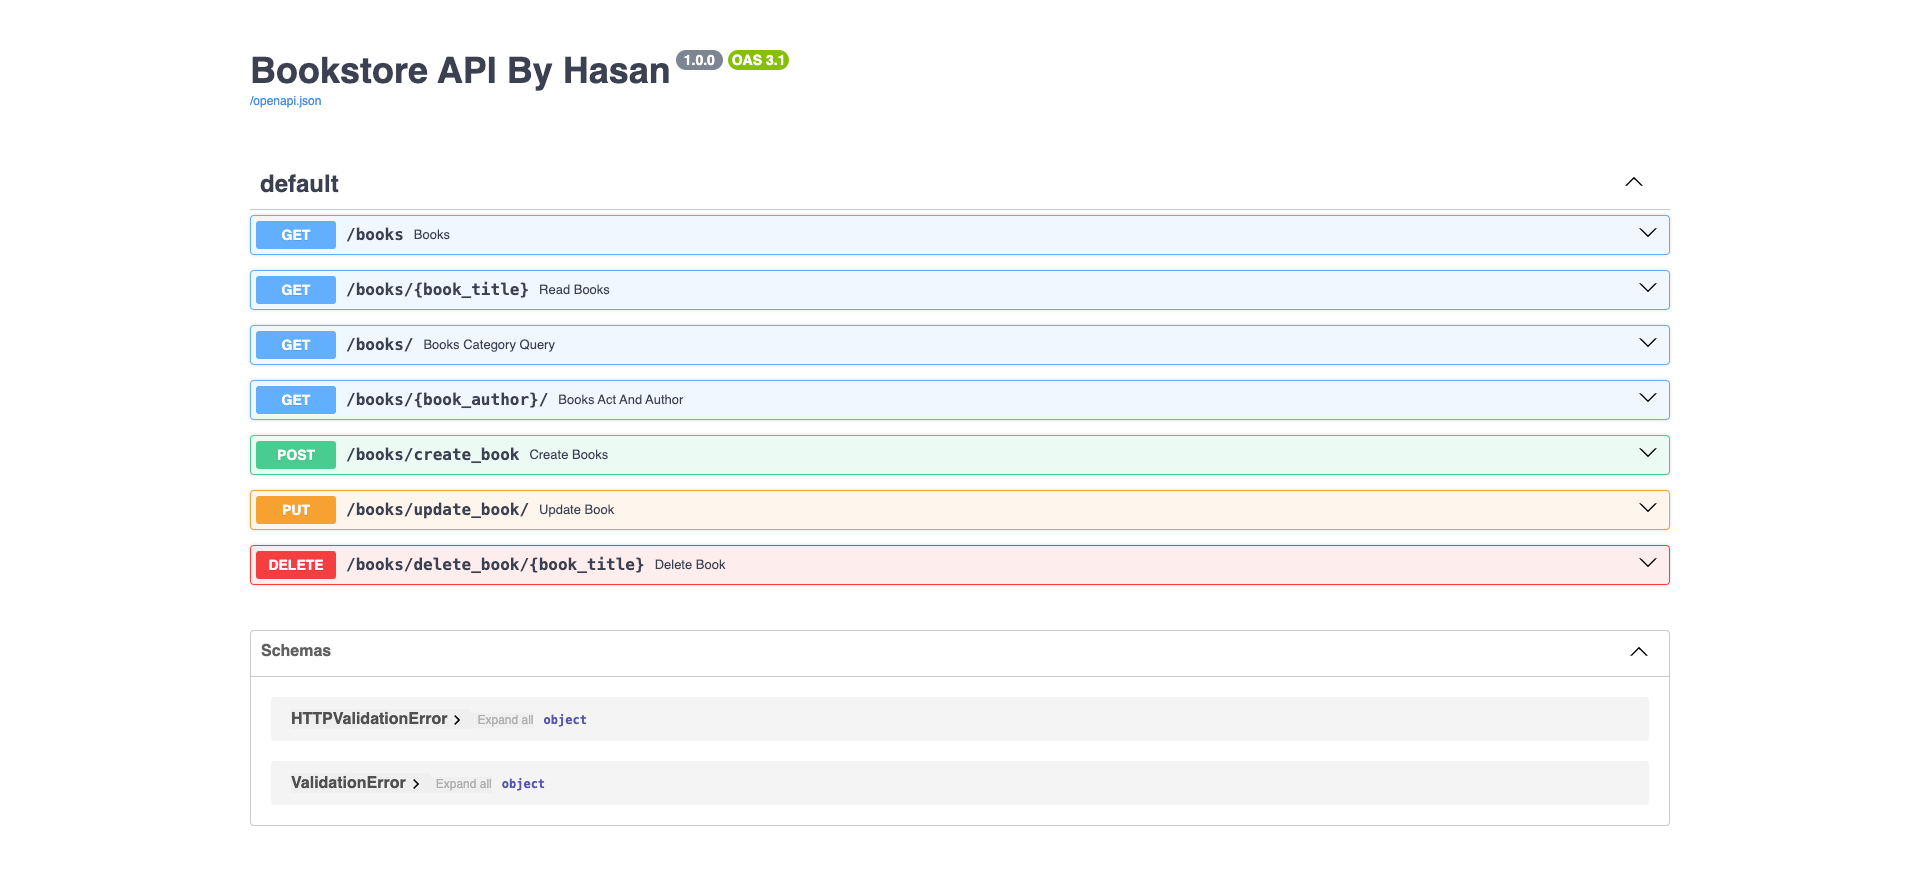 Bookstore API By Hasan 1.0.0 OAS 3.1
/openapi.json
default
GET /books Books
GET /books/{book_title} Read Books
GET /books/ Books Category Query
GET /books/{book_author}/ Books Act And Author
POST /books/create_book Create Books
PUT /books/update_book/ Update Book
DELETE /books/delete_book/{book_title} Delete Book
Schemas
HTTPValidationError Expand all object
ValidationError Expand all object